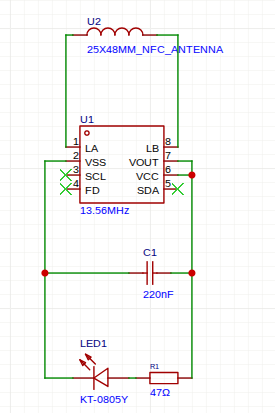 U2
25X48MM_NFC_ANTENNA
U1
1 LA LB 8
2 VSS VOUT 7
3 SCL VCC 6
4 FD SDA 5
13.56MHz
C1
220nF
LED1
R1
KT-0805Y
47Ω